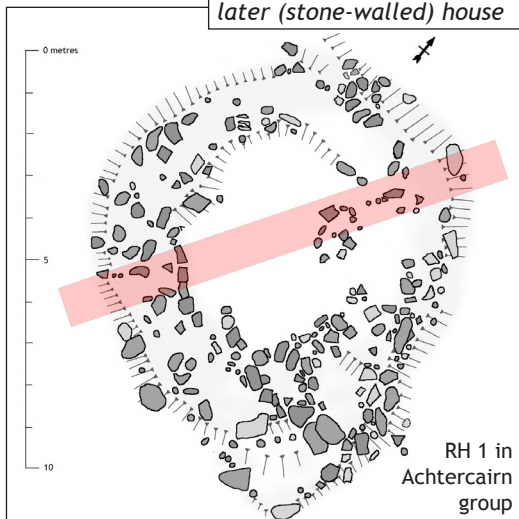 later (stone-walled) house
0 metres
5
10
RH 1 in
Achtercairn
group